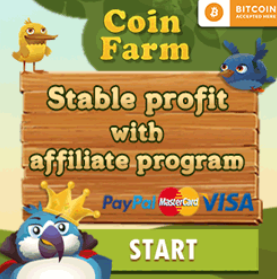 Coin
Farm
BITCOIN
ACCEPTED HERE
Stable profit
with
affiliate program
PayPal MasterCard VISA
START